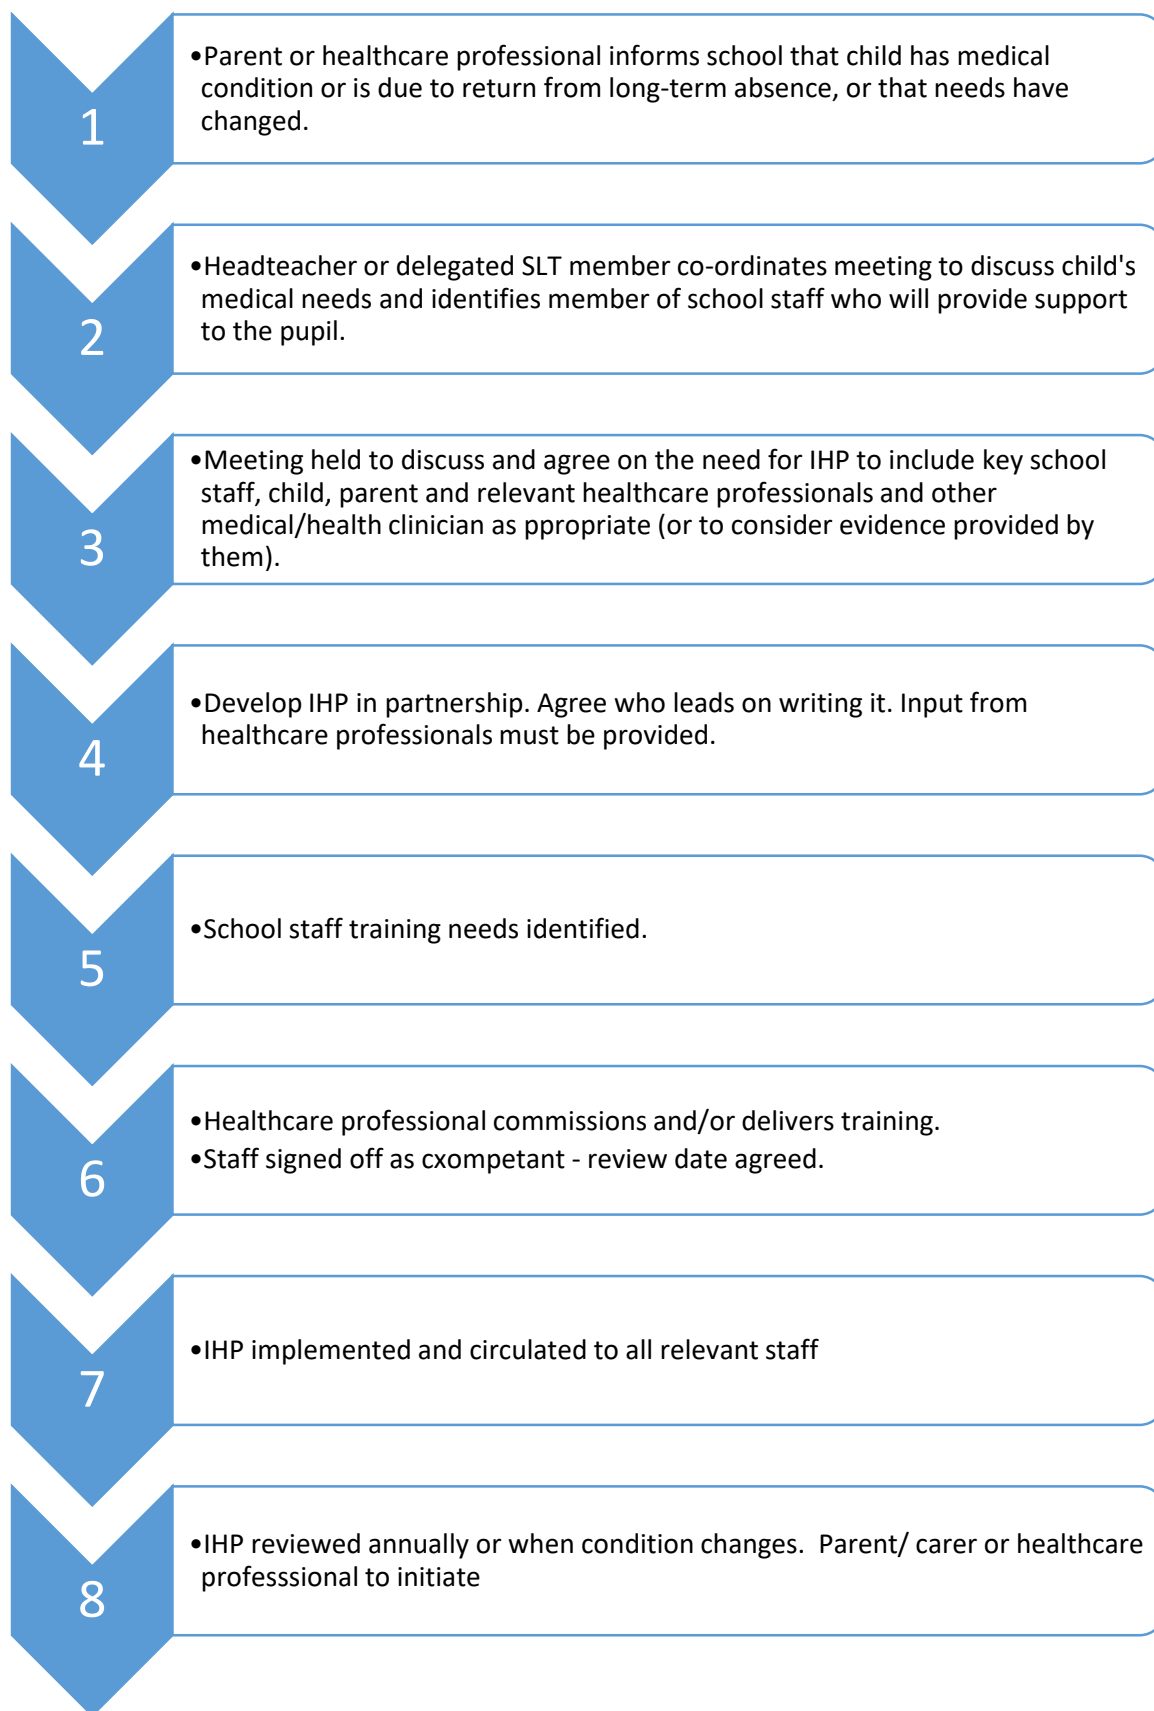 1
•Parent or healthcare professional informs school that child has medical
condition or is due to return from long-term absence, or that needs have
changed.
2
•Headteacher or delegated SLT member co-ordinates meeting to discuss child's
medical needs and identifies member of school staff who will provide support
to the pupil.
3
•Meeting held to discuss and agree on the need for IHP to include key school
staff, child, parent and relevant healthcare professionals and other
medical/health clinician as ppropriate (or to consider evidence provided by
them).
4
•Develop IHP in partnership. Agree who leads on writing it. Input from
healthcare professionals must be provided.
5
•School staff training needs identified.
6
•Healthcare professional commissions and/or delivers training.
•Staff signed off as cxompetant - review date agreed.
7
•IHP implemented and circulated to all relevant staff
8
•IHP reviewed annually or when condition changes.  Parent/ carer or healthcare
professsional to initiate